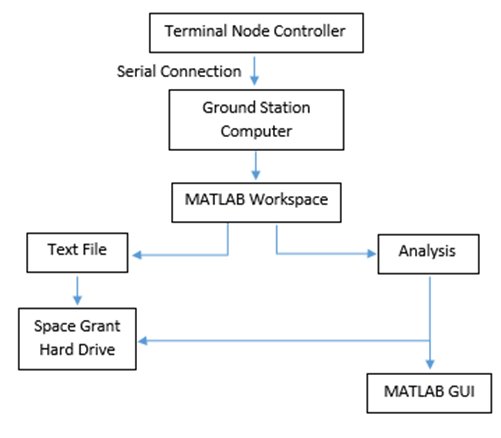 Terminal Node Controller
Serial Connection
Ground Station
Computer
MATLAB Workspace
Text File
Analysis
Space Grant
Hard Drive
MATLAB GUI